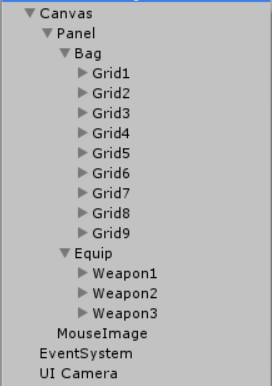 Canvas
Panel
Bag
Grid1
Grid2
Grid3
Grid4
Grid5
Grid6
Grid7
Grid8
Grid9
Equip
Weapon1
Weapon2
Weapon3
MouseImage
EventSystem
UI Camera